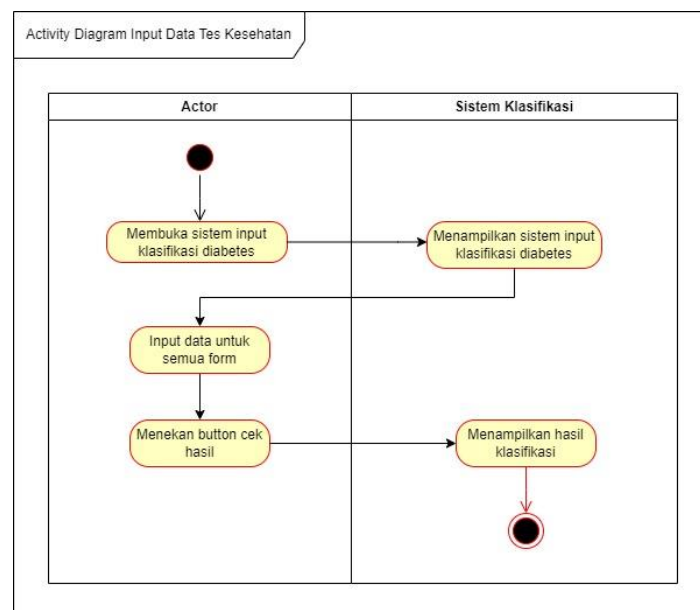 Activity Diagram Input Data Tes Kesehatan
Actor
Sistem Klasifikasi
Membuka sistem input
klasifikasi diabetes
Menampilkan sistem input
klasifikasi diabetes
Input data untuk
semua form
Menekan button cek
hasil
Menampilkan hasil
klasifikasi